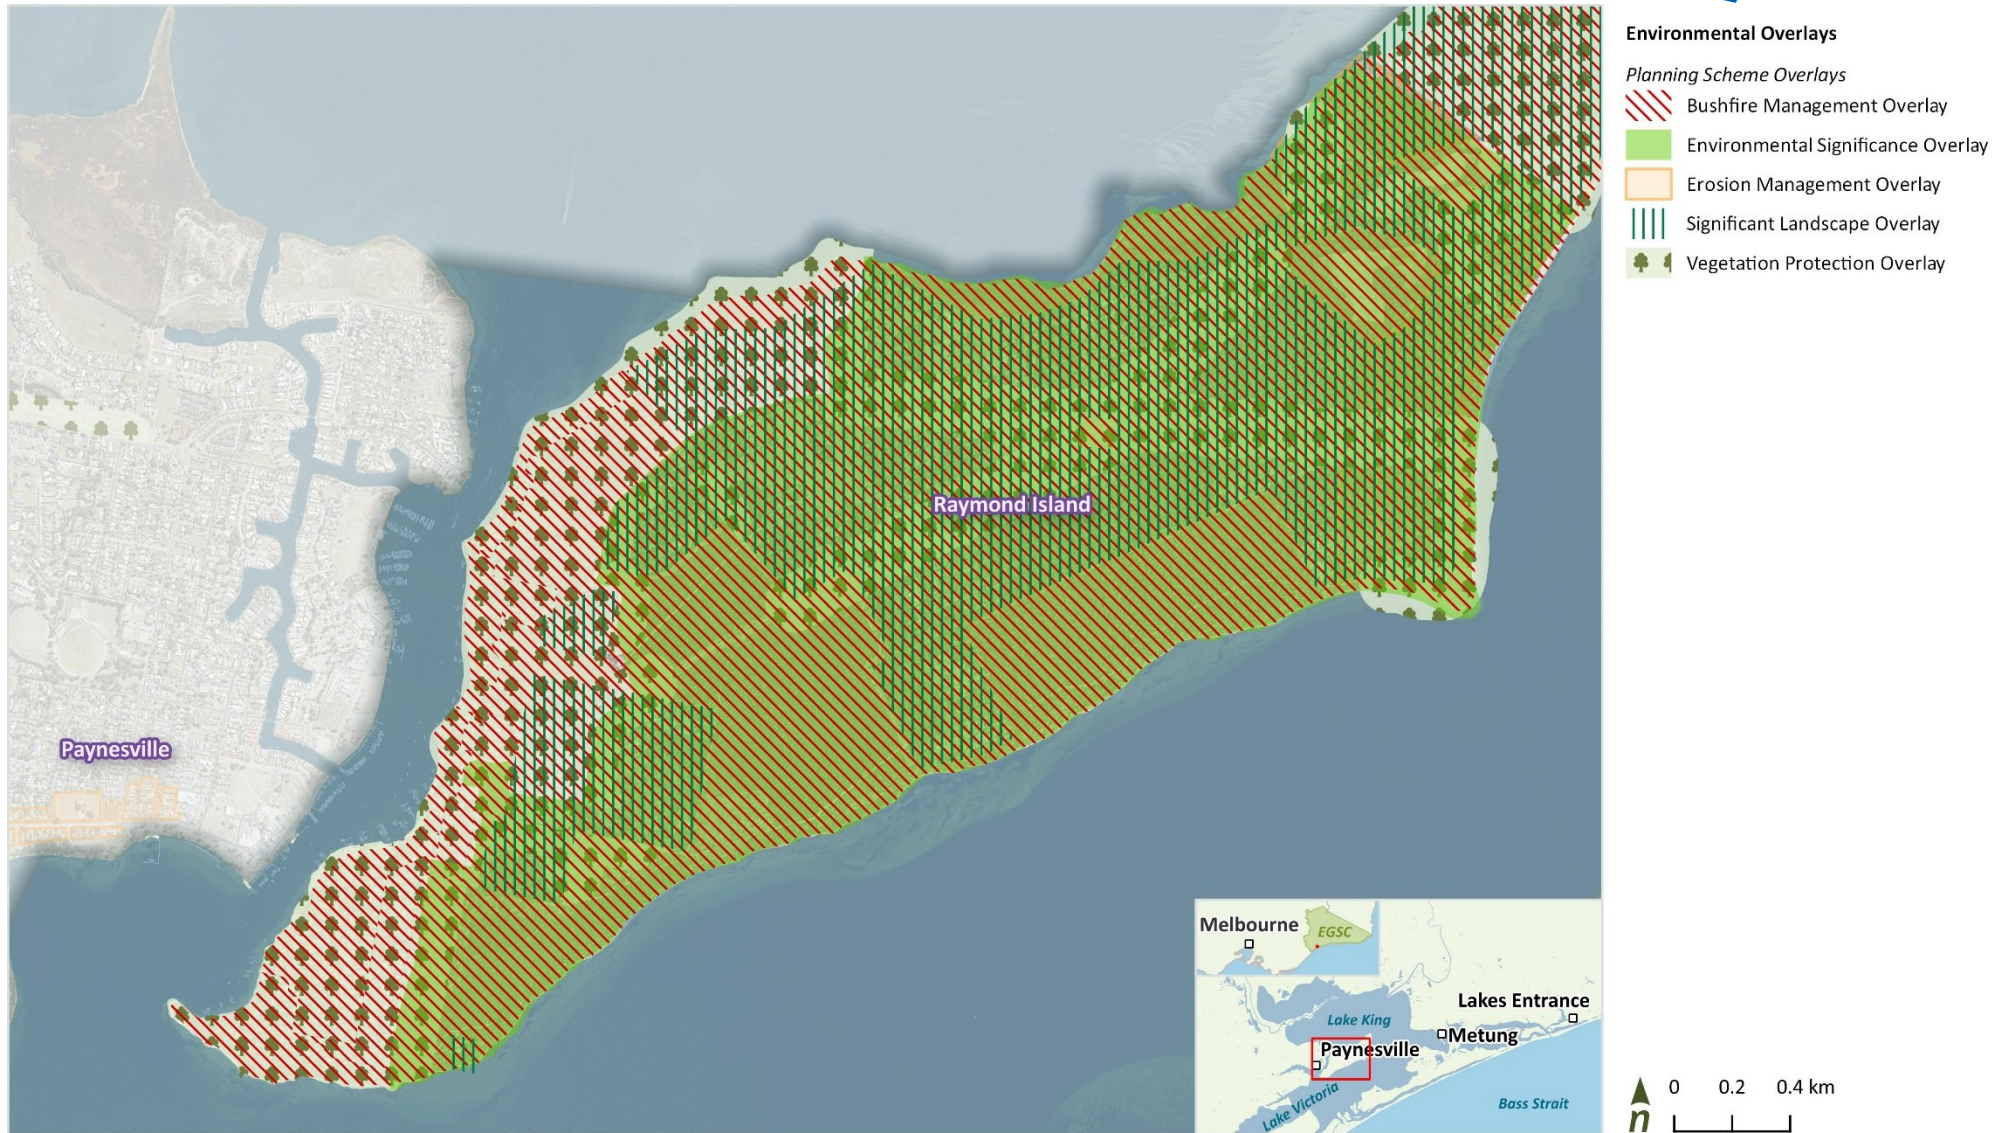 Environmental Overlays
Planning Scheme Overlays
Bushfire Management Overlay
Environmental Significance Overlay
Erosion Management Overlay
Significant Landscape Overlay
Vegetation Protection Overlay
Raymond Island
Paynesville
Melbourne
EGSC
Lakes Entrance
Lake King
Metung
Paynesville
Lake Victoria
Bass Strait
0 0.2 0.4 km
n